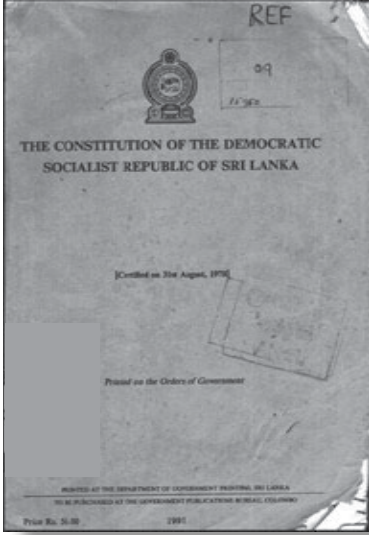 REF
09
THE CONSTITUTION OF THE DEMOCRATIC
SOCIALIST REPUBLIC OF SRI LANKA
[Certified on 31st August, 1978]
Printed on the Orders of Government
PRINTED AT THE DEPARTMENT OF GOVERNMENT PRINTING, SRI LANKA
TO BE PURCHASED AT THE GOVERNMENT PUBLICATIONS BUREAU, COLOMBO
Price Rs.